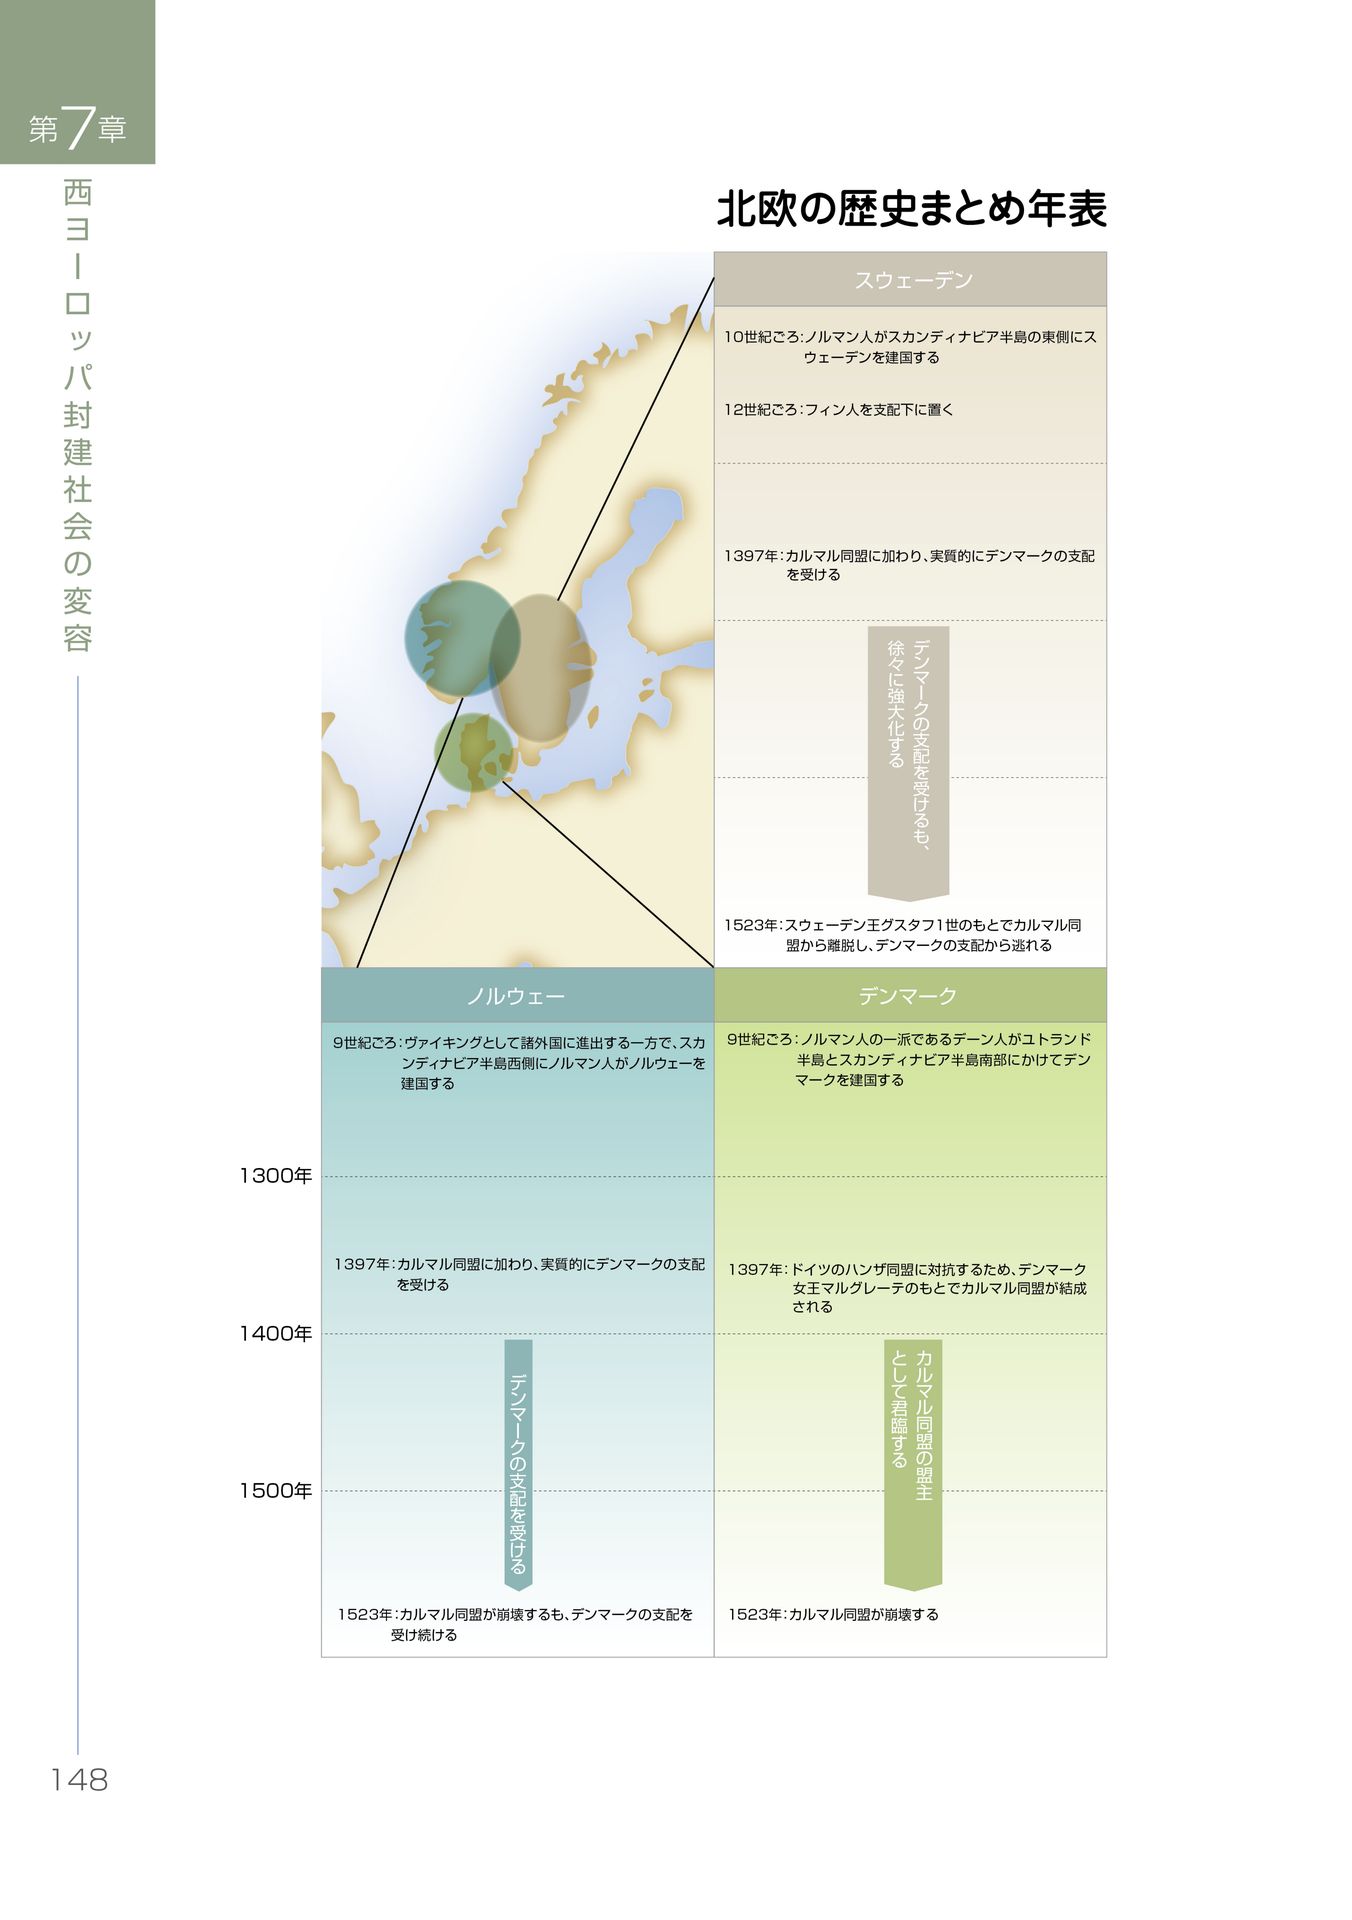 第7章
西ヨーロッパ封建社会の変容
北欧の歴史まとめ年表
スウェーデン
10世紀ごろ:ノルマン人がスカンディナビア半島の東側にス
ウェーデンを建国する
12世紀ごろ:フィン人を支配下に置く
1397年:カルマル同盟に加わり、実質的にデンマークの支配
を受ける
デンマークの支配を受けるも、
徐々に強大化する
1523年:スウェーデン王グスタフ1世のもとでカルマル同
盟から離脱し、デンマークの支配から逃れる
ノルウェー
9世紀ごろ:ヴァイキングとして諸外国に進出する一方で、スカ
ンディナビア半島西側にノルマン人がノルウェーを
建国する
1300年
1397年:カルマル同盟に加わり、実質的にデンマークの支配
を受ける
1400年
デンマークの支配を受ける
1500年
1523年:カルマル同盟が崩壊するも、デンマークの支配を
受け続ける
デンマーク
9世紀ごろ:ノルマン人の一派であるデーン人がユトランド
半島とスカンディナビア半島南部にかけてデン
マークを建国する
1397年:ドイツのハンザ同盟に対抗するため、デンマーク
女王マルグレーテのもとでカルマル同盟が結成
される
カルマル同盟の盟主
として君臨する
1523年:カルマル同盟が崩壊する
148